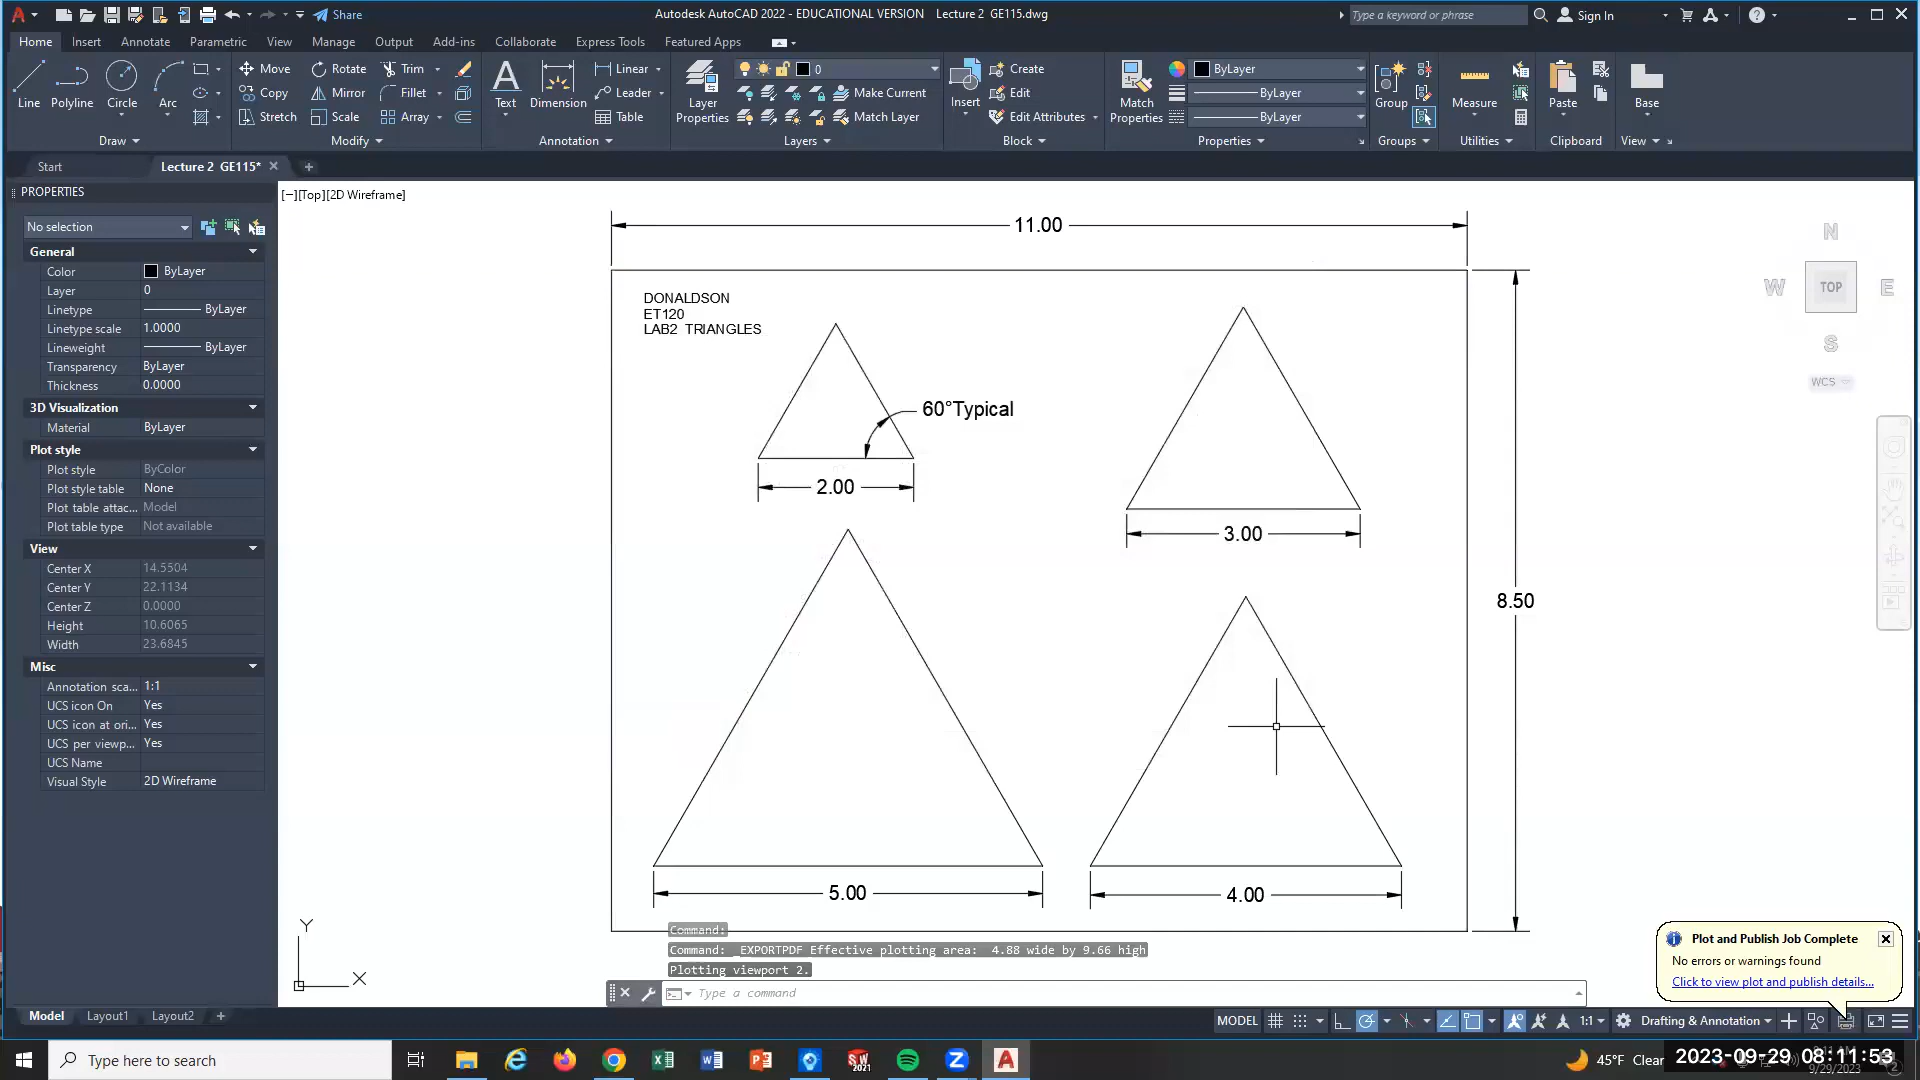 Share
Autodesk AutoCAD 2022 - EDUCATIONAL VERSION Lecture 2 GE115.dwg
Type a keyword or phrase
Sign In
Home Insert Annotate Parametric View Manage Output Add-ins Collaborate Express Tools Featured Apps
Line Polyline Circle Arc
Move Rotate Trim
Copy Mirror Fillet
Stretch Scale Array
Text Dimension
Linear
Leader
Table
Layer Properties
0
Make Current
Match Layer
Insert
Create
Edit
Edit Attributes
Match Properties
ByLayer
ByLayer
ByLayer
Group
Measure
Paste
Base
Draw Modify Annotation Layers Block Properties Groups Utilities Clipboard View
Start Lecture 2 GE115*
PROPERTIES
No selection
General
Color ByLayer
Layer 0
Linetype ByLayer
Linetype scale 1.0000
Lineweight ByLayer
Transparency ByLayer
Thickness 0.0000
3D Visualization
Material ByLayer
Plot style
Plot style ByColor
Plot style table None
Plot table attac... Model
Plot table type Not available
View
Center X 14.5504
Center Y 22.1134
Center Z 0.0000
Height 10.6065
Width 23.6845
Misc
Annotation sca... 1:1
UCS icon On Yes
UCS icon at ori... Yes
UCS per viewp... Yes
UCS Name
Visual Style 2D Wireframe
[−][Top][2D Wireframe]
11.00
DONALDSON
ET120
LAB2 TRIANGLES
60°Typical
2.00
3.00
8.50
5.00
4.00
N
W TOP E
S
WCS
Y
X
Command:
Command: _EXPORTPDF Effective plotting area: 4.88 wide by 9.66 high
Plotting viewport 2.
Type a command
Plot and Publish Job Complete
No errors or warnings found
Click to view plot and publish details...
Model Layout1 Layout2
MODEL 1:1 Drafting & Annotation
Type here to search
45°F Clear
2023-09-29 08:11:53
9/29/2023